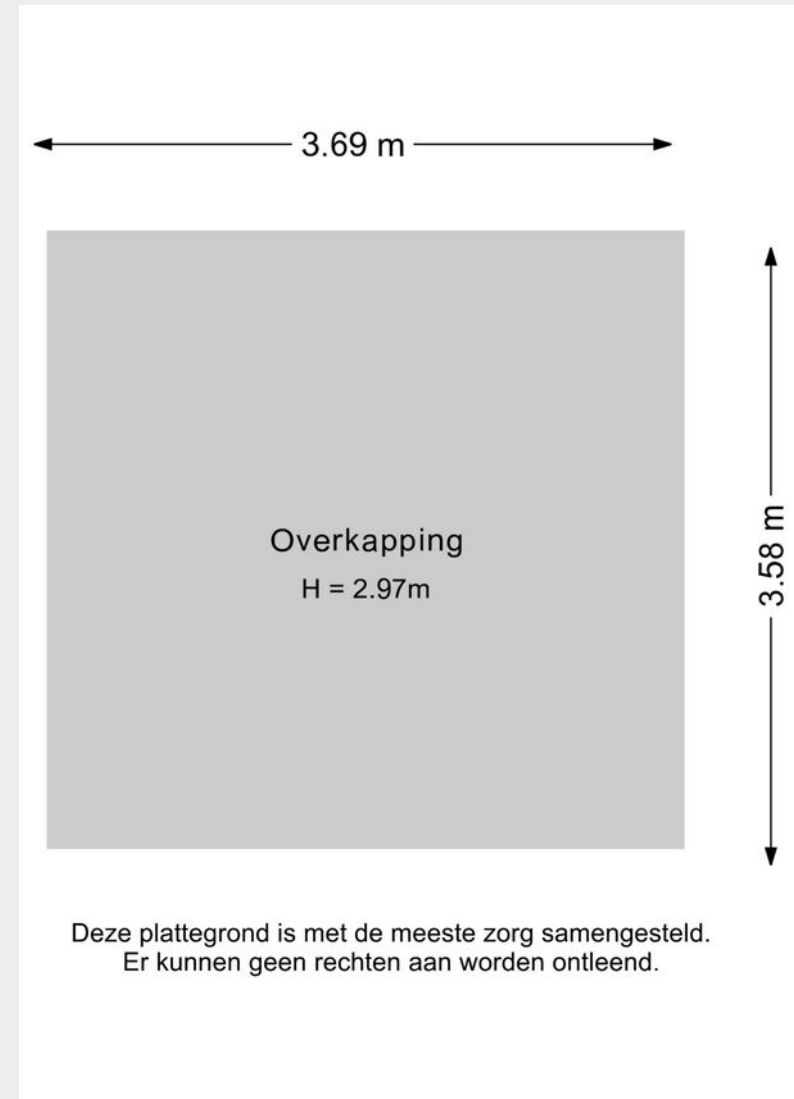 3.69 m
Overkapping
H = 2.97m
3.58 m
Deze plattegrond is met de meeste zorg samengesteld.
Er kunnen geen rechten aan worden ontleend.